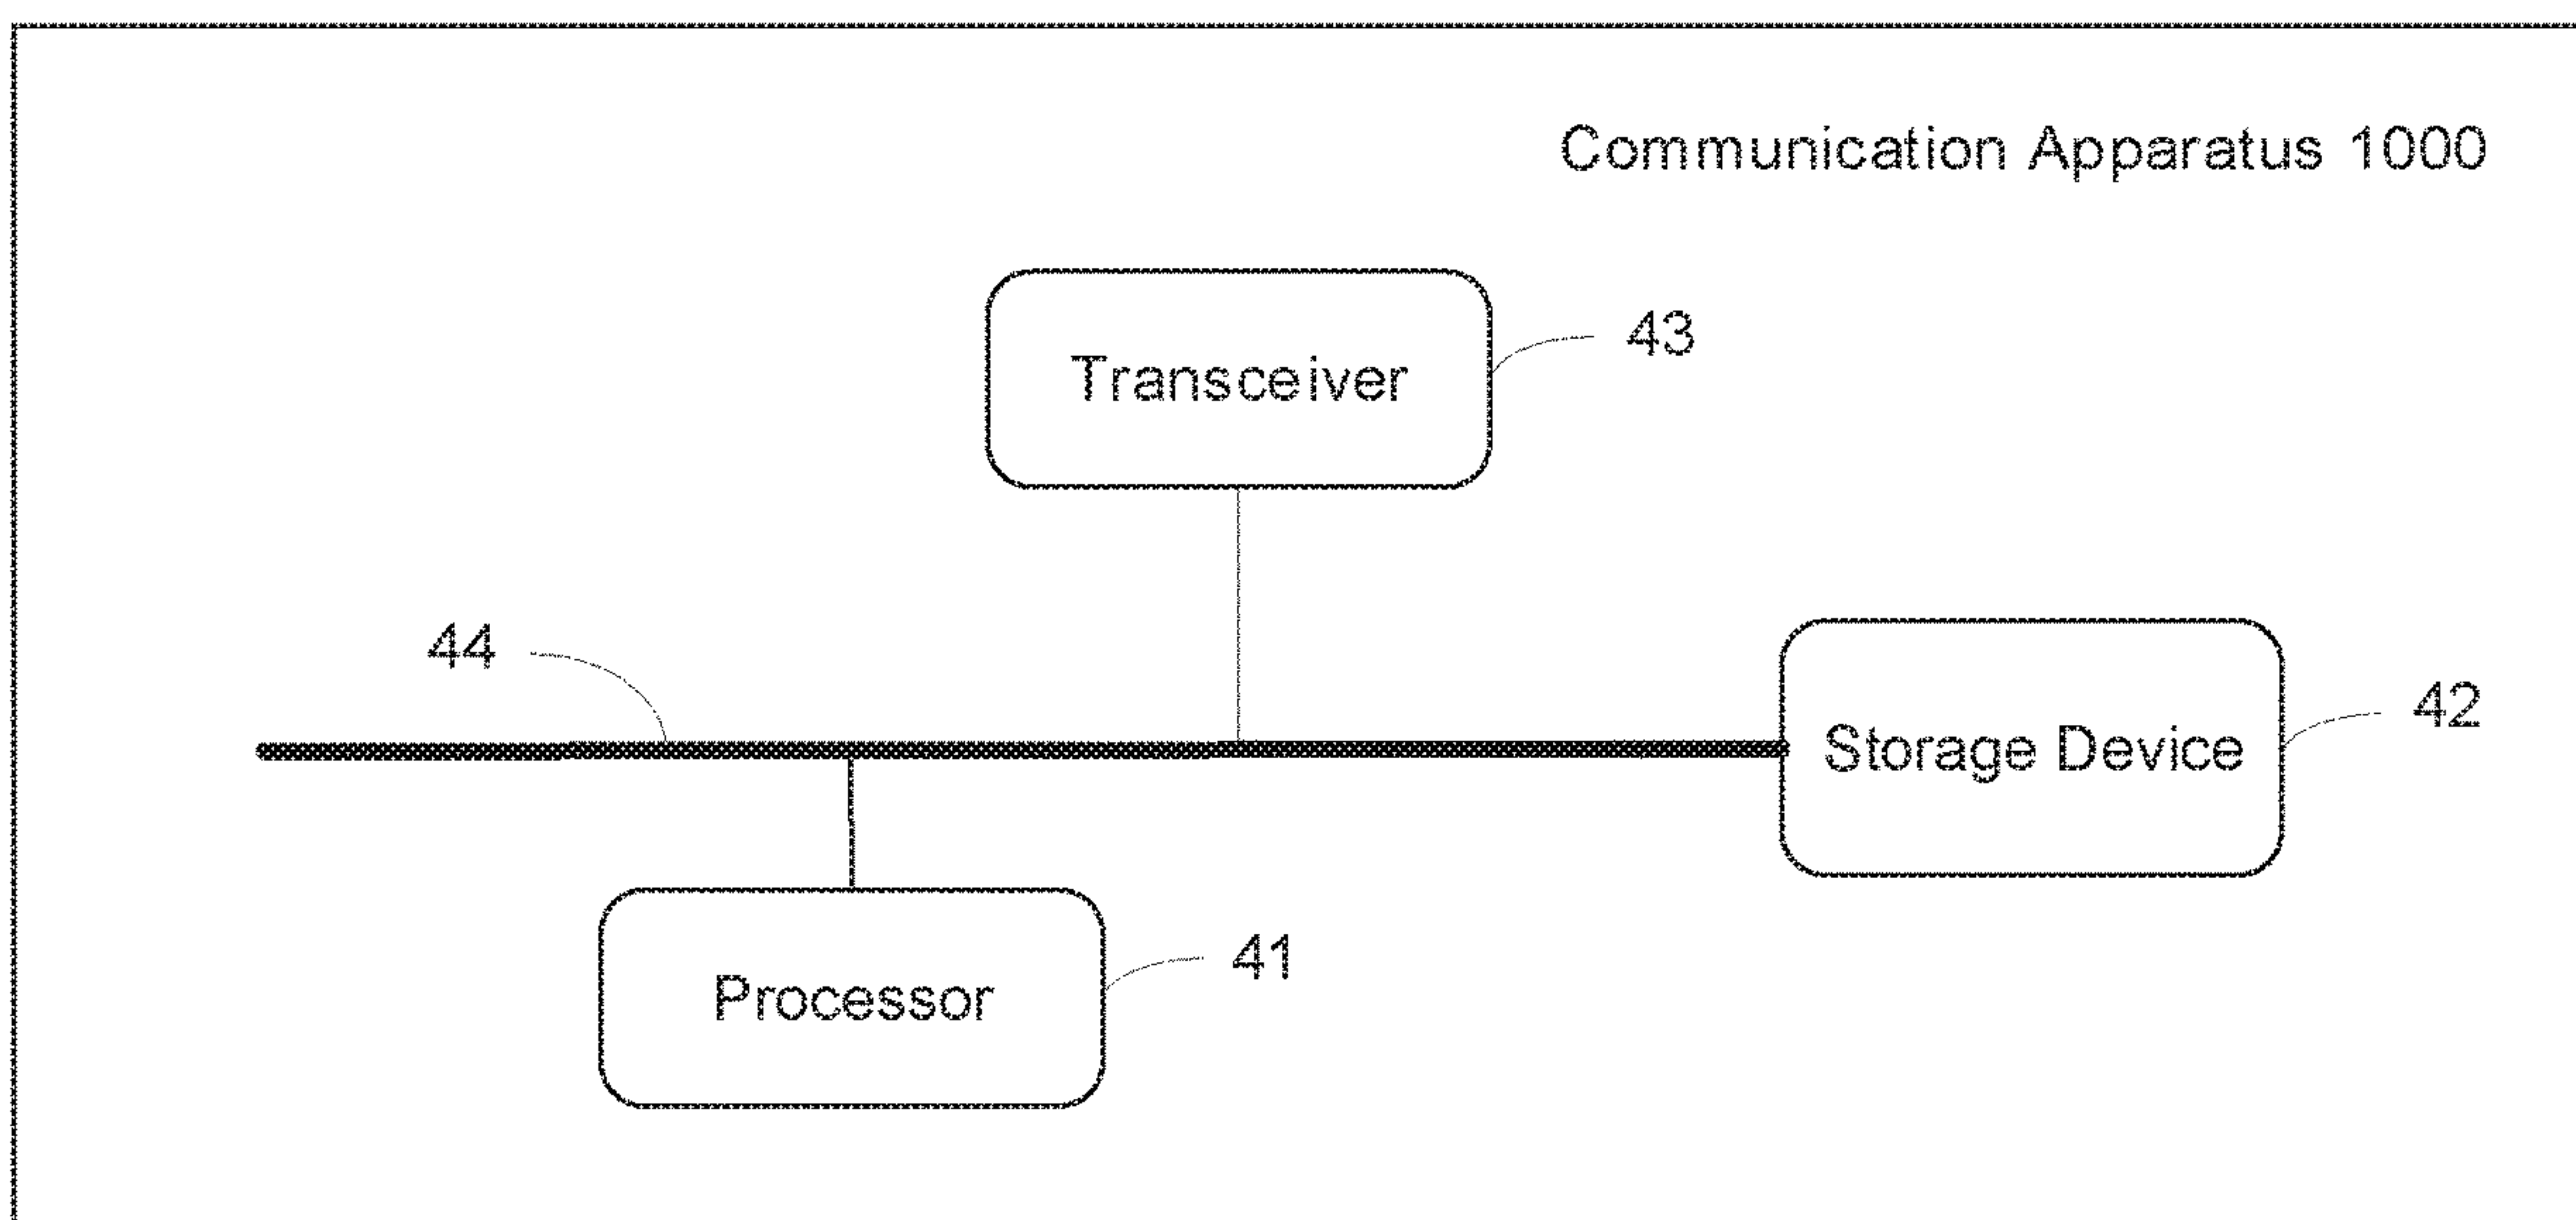 Communication Apparatus 1000
43
Transceiver
44
42
Storage Device
41
Processor